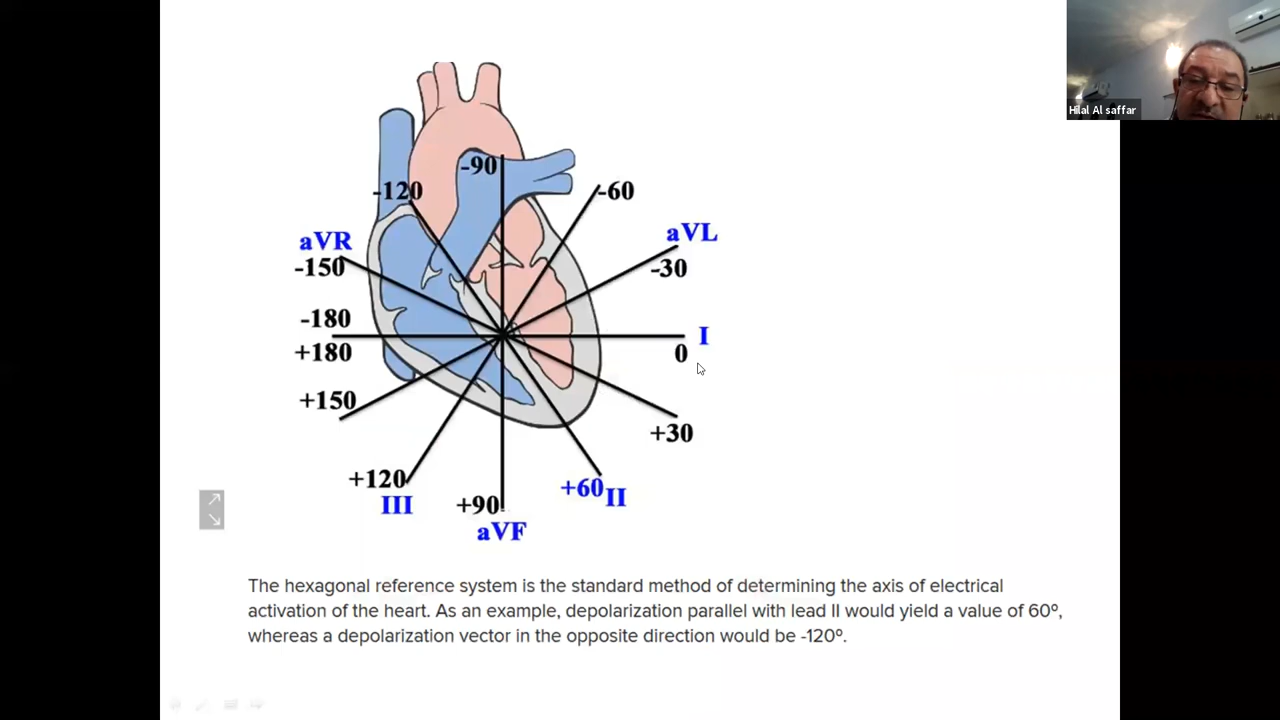 Hilal Al saffar
-90
-120
-60
aVR
aVL
-150
-30
-180
I
+180
0
+150
+30
+120
+60 II
III
+90
aVF
The hexagonal reference system is the standard method of determining the axis of electrical
activation of the heart. As an example, depolarization parallel with lead II would yield a value of 60º,
whereas a depolarization vector in the opposite direction would be -120º.